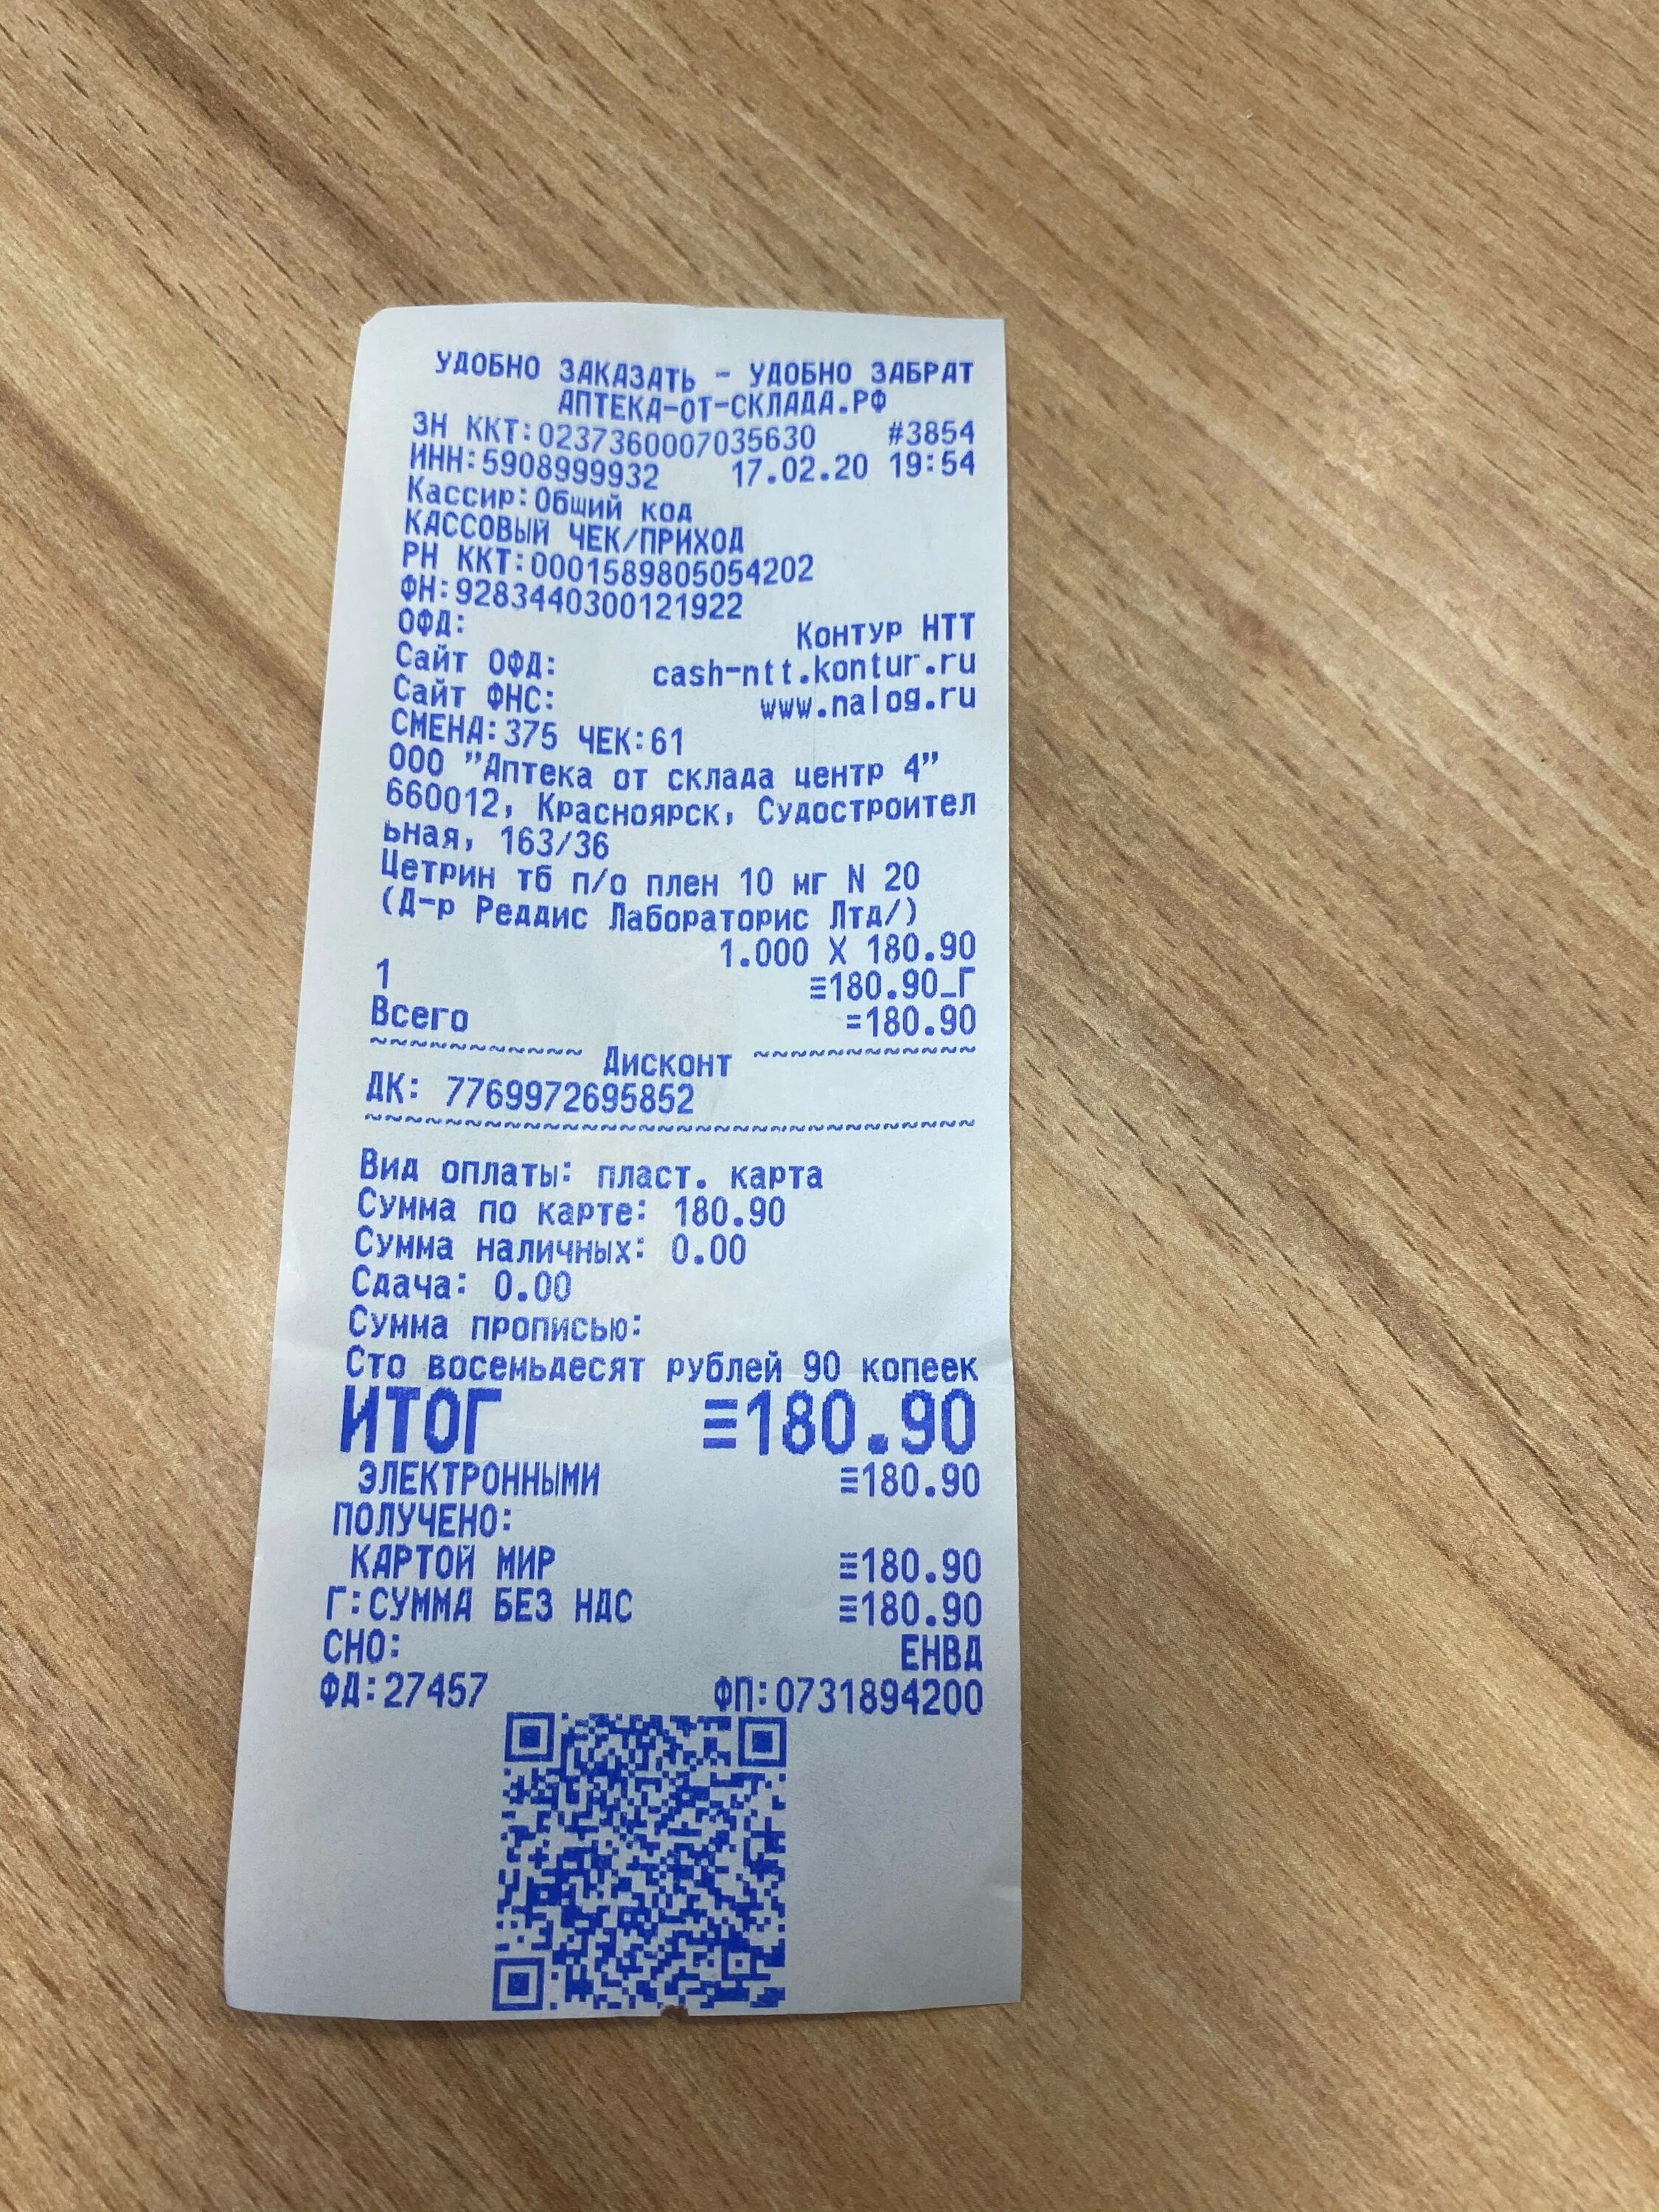 УДОБНО ЗАКАЗАТЬ - УДОБНО ЗАБРАТ
АПТЕКА-ОТ-СКЛАДА.РФ
ЗН ККТ:0237360007035630 #3854
ИНН:5908999932 17.02.20 19:54
Кассир:Общий код
КАССОВЫЙ ЧЕК/ПРИХОД
РН ККТ:0001589805054202
ФН:9283440300121922
ОФД: Контур НТТ
Сайт ОФД: cash-ntt.kontur.ru
Сайт ФНС: www.nalog.ru
СМЕНА:375 ЧЕК:61
ООО "Аптека от склада центр 4"
660012, Красноярск, Судостроител
ьная, 163/36
Цетрин тб п/о плен 10 мг N 20
(Д-р Реддис Лабораторис Лтд/)
1.000 X 180.90
1 ≡180.90_Г
Всего =180.90
~~~~~~~~~~~~ Дисконт ~~~~~~~~~~~~
ДК: 7769972695852
~~~~~~~~~~~~~~~~~~~~~~~~~~~~~~~~
Вид оплаты: пласт. карта
Сумма по карте: 180.90
Сумма наличных: 0.00
Сдача: 0.00
Сумма прописью:
Сто восемьдесят рублей 90 копеек
ИТОГ ≡180.90
ЭЛЕКТРОННЫМИ ≡180.90
ПОЛУЧЕНО:
КАРТОЙ МИР ≡180.90
Г:СУММА БЕЗ НДС ≡180.90
СНО: ЕНВД
ФД:27457 ФП:0731894200